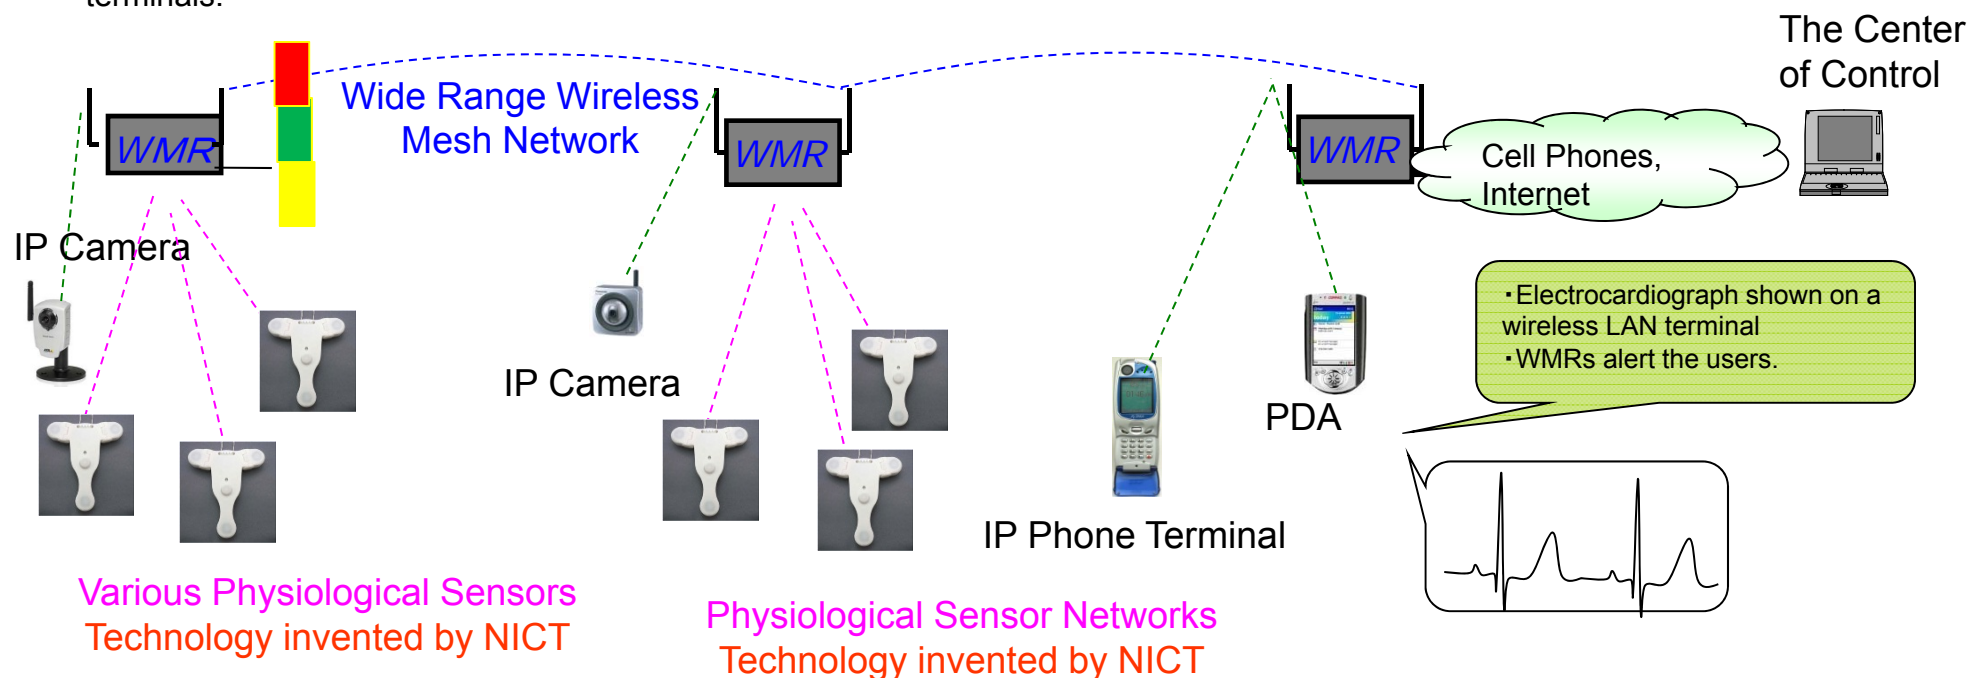 terminals.
The Center
of Control
Wide Range Wireless
Mesh Network
WMR
WMR
WMR
Cell Phones,
Internet
IP Camera
・Electrocardiograph shown on a
wireless LAN terminal
・WMRs alert the users.
IP Camera
PDA
IP Phone Terminal
Various Physiological Sensors
Technology invented by NICT
Physiological Sensor Networks
Technology invented by NICT